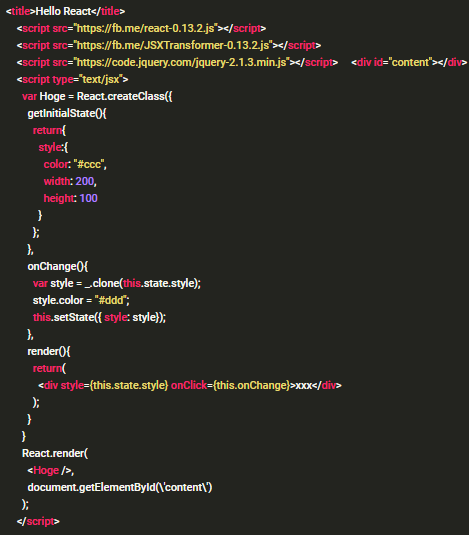 <title>Hello React</title>
<script src="https://fb.me/react-0.13.2.js"></script>
<script src="https://fb.me/JSXTransformer-0.13.2.js"></script>
<script src="https://code.jquery.com/jquery-2.1.3.min.js"></script> <div id="content"></div>
<script type="text/jsx">
var Hoge = React.createClass({
getInitialState(){
return{
style:{
color: "#ccc",
width: 200,
height: 100
}
};
},
onChange(){
var style = _.clone(this.state.style);
style.color = "#ddd";
this.setState({ style: style});
},
render(){
return(
<div style={this.state.style} onClick={this.onChange}>xxx</div>
);
}
}
React.render(
<Hoge />,
document.getElementById(\'content\')
);
</script>